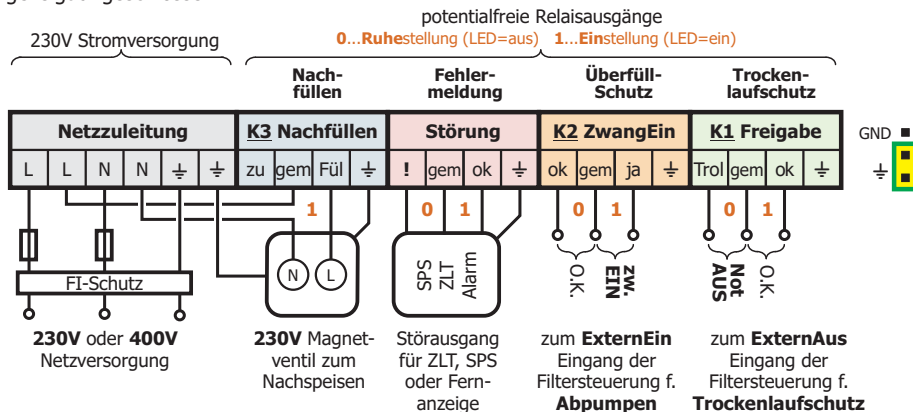 potentialfreie Relaisausgänge
230V Stromversorgung
0...Ruhestellung (LED=aus) 1...Einstellung (LED=ein)
Nach-
füllen
Fehler-
meldung
Überfüll-
Schutz
Trocken-
laufschutz
Netzzuleitung
K3 Nachfüllen
Störung
K2 ZwangEin
K1 Freigabe
GND
L L N N ⏚ ⏚
zu gem Fül ⏚
! gem ok ⏚
ok gem ja ⏚
Trol gem ok ⏚
⏚
1
0 1
0 1
0 1
FI-Schutz
N L
SPS
ZLT
Alarm
O.K.
zw.
EIN
Not
AUS
O.K.
230V oder 400V
Netzversorgung
230V Magnet-
ventil zum
Nachspeisen
Störausgang
für ZLT, SPS
oder Fern-
anzeige
zum ExternEin
Eingang der
Filtersteuerung f.
Abpumpen
zum ExternAus
Eingang der
Filtersteuerung f.
Trockenlaufschutz